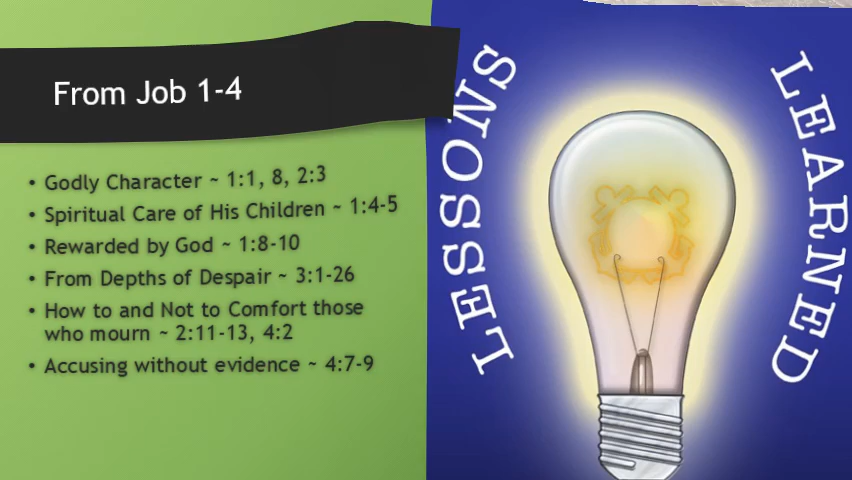 From Job 1-4
• Godly Character ~ 1:1, 8, 2:3
• Spiritual Care of His Children ~ 1:4-5
• Rewarded by God ~ 1:8-10
• From Depths of Despair ~ 3:1-26
• How to and Not to Comfort those
who mourn ~ 2:11-13, 4:2
• Accusing without evidence ~ 4:7-9
LESSONS
LEARNED